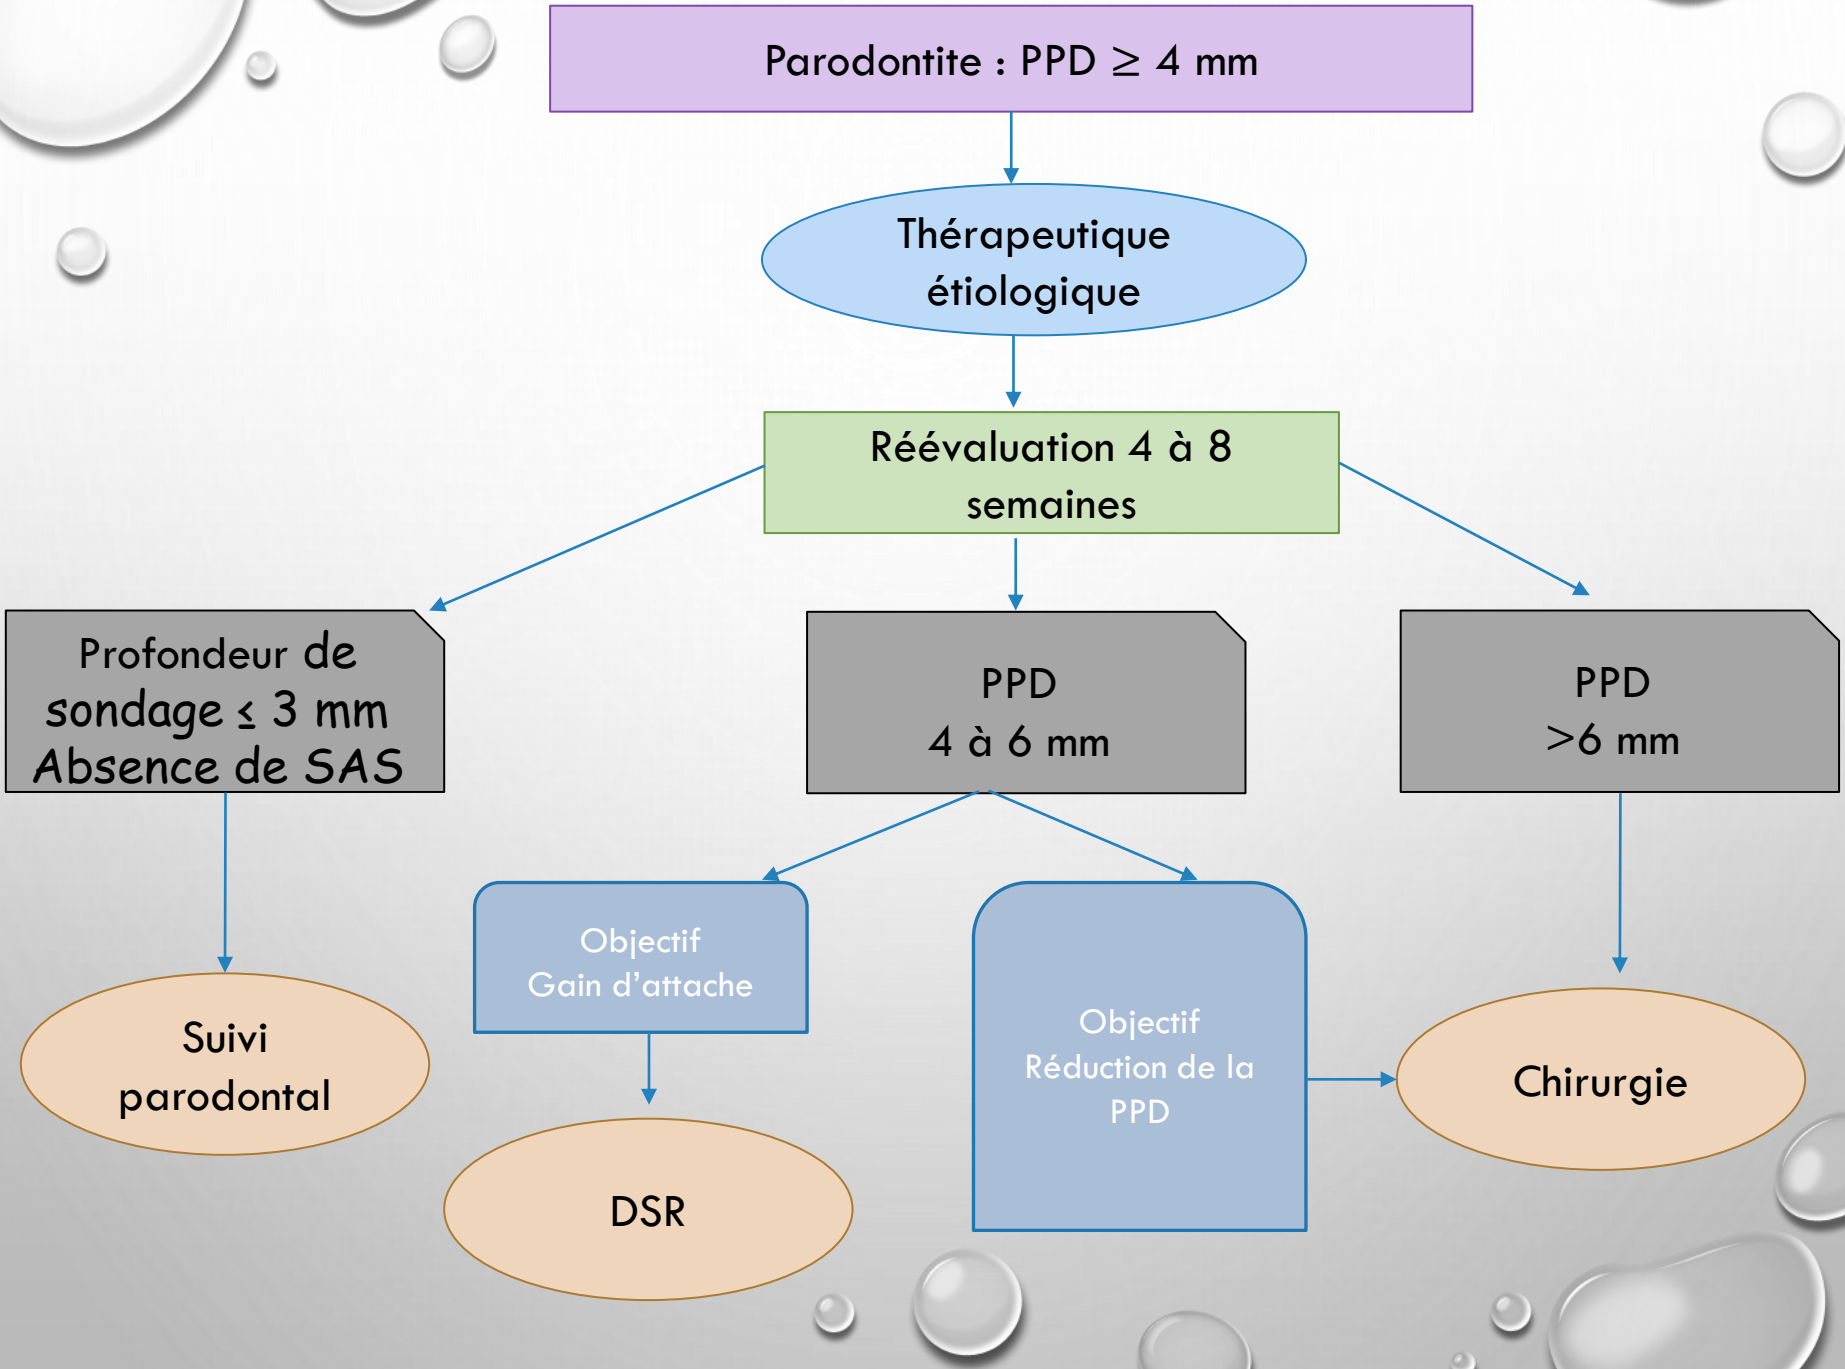 Parodontite : PPD ≥ 4 mm
Thérapeutique
étiologique
Réévaluation 4 à 8
semaines
Profondeur de
sondage ≤ 3 mm
Absence de SAS
PPD
4 à 6 mm
PPD
>6 mm
Objectif
Gain d’attache
Objectif
Réduction de la
PPD
Suivi
parodontal
DSR
Chirurgie